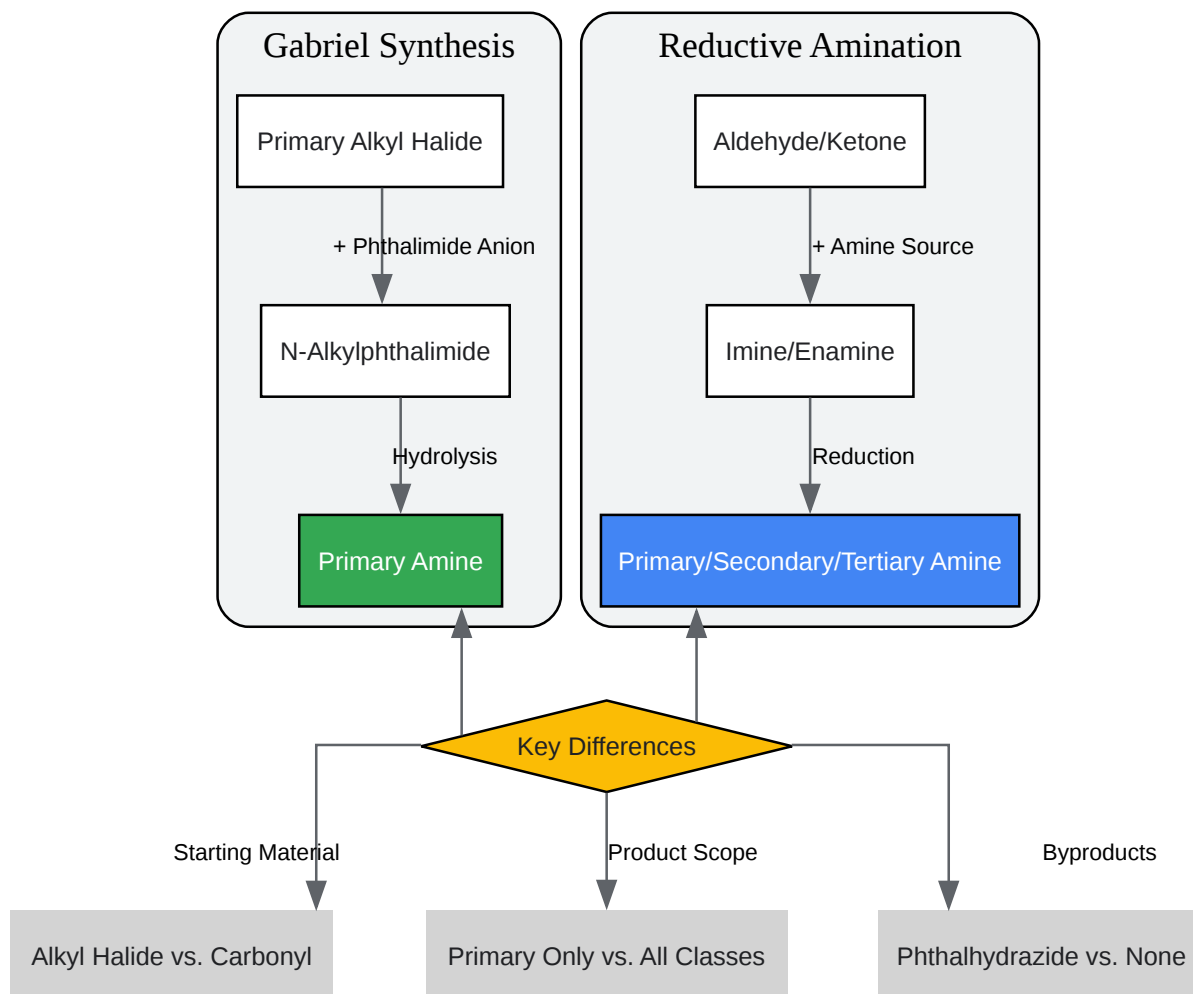 Gabriel Synthesis
Reductive Amination
Primary Alkyl Halide
Aldehyde/Ketone
+ Phthalimide Anion
+ Amine Source
N-Alkylphthalimide
Imine/Enamine
Hydrolysis
Reduction
Primary Amine
Primary/Secondary/Tertiary Amine
Key Differences
Starting Material
Product Scope
Byproducts
Alkyl Halide vs. Carbonyl
Primary Only vs. All Classes
Phthalhydrazide vs. None